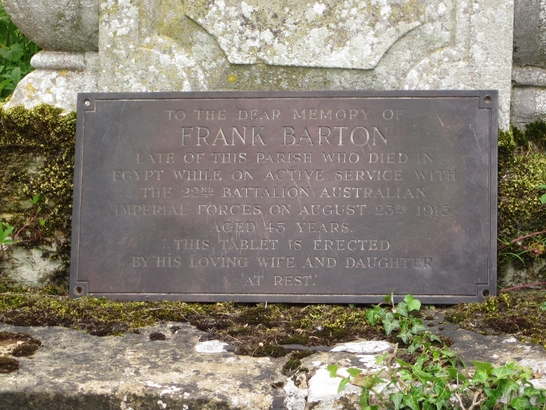 TO THE DEAR MEMORY OF
FRANK BARTON
LATE OF THIS PARISH WHO DIED IN
EGYPT WHILE ON ACTIVE SERVICE WITH
THE 22ND BATTALION AUSTRALIAN
IMPERIAL FORCES ON AUGUST 25TH 1915.
AGED 45 YEARS.
THIS TABLET IS ERECTED
BY HIS LOVING WIFE AND DAUGHTER
"AT REST."